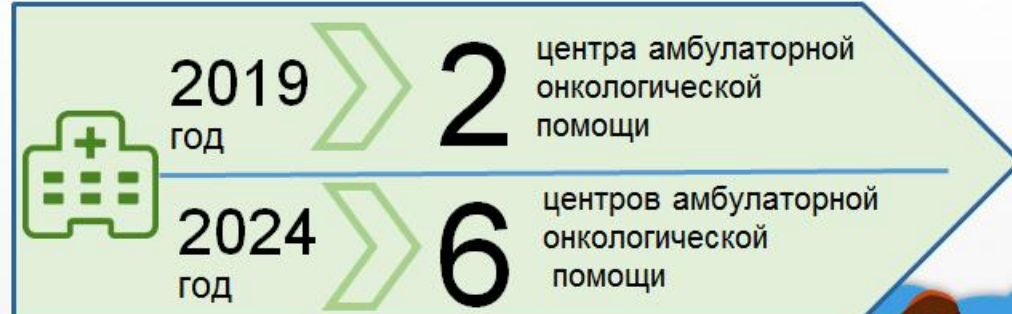 2019
год
2
центра амбулаторной
онкологической
помощи
2024
год
6
центров амбулаторной
онкологической
помощи